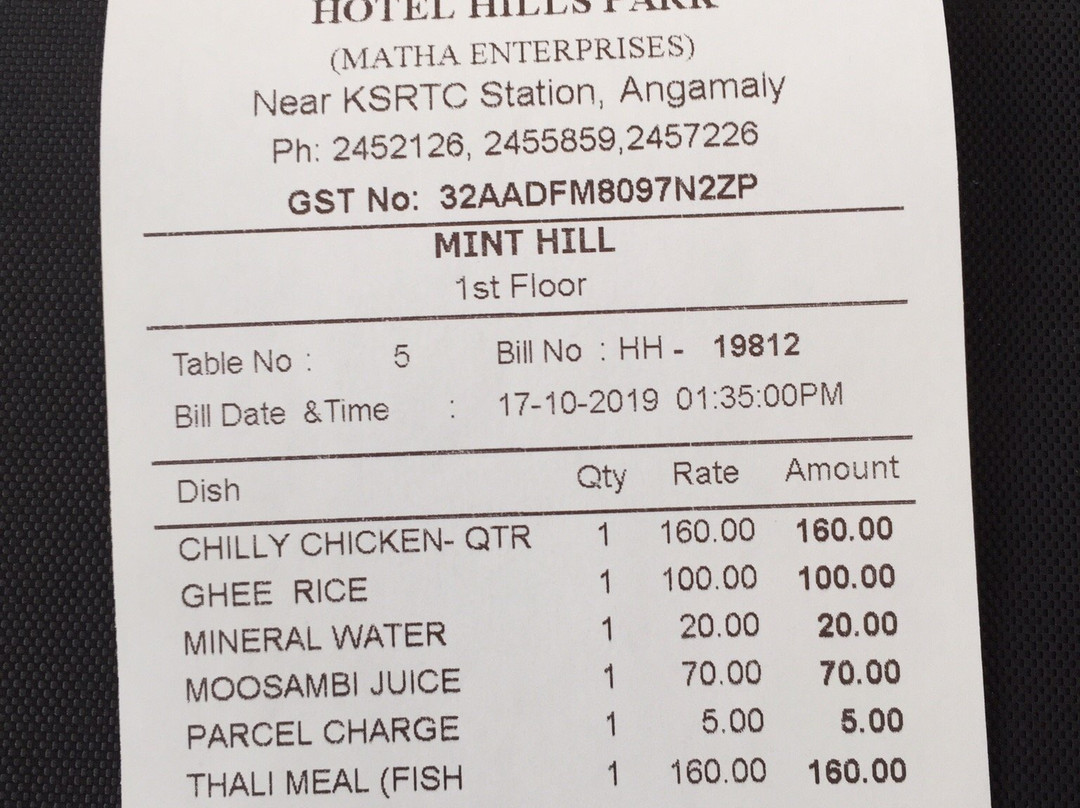 HOTEL HILLS PARK
(MATHA ENTERPRISES)
Near KSRTC Station, Angamaly
Ph: 2452126, 2455859,2457226
GST No: 32AADFM8097N2ZP
MINT HILL
1st Floor
Table No : 5 Bill No : HH - 19812
Bill Date &Time : 17-10-2019 01:35:00PM
Dish Qty Rate Amount
CHILLY CHICKEN- QTR 1 160.00 160.00
GHEE RICE 1 100.00 100.00
MINERAL WATER 1 20.00 20.00
MOOSAMBI JUICE 1 70.00 70.00
PARCEL CHARGE 1 5.00 5.00
THALI MEAL (FISH 1 160.00 160.00